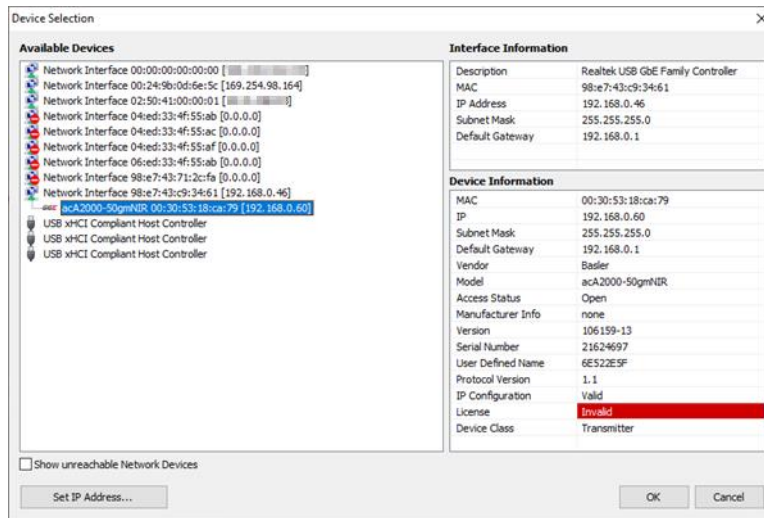 Device Selection
Available Devices
Network Interface 00:00:00:00:00:00 [
Network Interface 00:24:9b:0d:6e:5c [169.254.98.164]
Network Interface 02:50:41:00:00:01 [
Network Interface 04:ed:33:4f:55:ab [0.0.0.0]
Network Interface 04:ed:33:4f:55:ac [0.0.0.0]
Network Interface 04:ed:33:4f:55:af [0.0.0.0]
Network Interface 06:ed:33:4f:55:ab [0.0.0.0]
Network Interface 98:e7:43:71:2c:fa [0.0.0.0]
Network Interface 98:e7:43:c9:34:61 [192.168.0.46]
acA2000-50gmNIR 00:30:53:18:ca:79 [192.168.0.60]
USB xHCI Compliant Host Controller
USB xHCI Compliant Host Controller
USB xHCI Compliant Host Controller
Show unreachable Network Devices
Set IP Address...
Interface Information
Description Realtek USB GbE Family Controller
MAC 98:e7:43:c9:34:61
IP Address 192.168.0.46
Subnet Mask 255.255.255.0
Default Gateway 192.168.0.1
Device Information
MAC 00:30:53:18:ca:79
IP 192.168.0.60
Subnet Mask 255.255.255.0
Default Gateway 192.168.0.1
Vendor Basler
Model acA2000-50gmNIR
Access Status Open
Manufacturer Info none
Version 106159-13
Serial Number 21624697
User Defined Name 6E522E5F
Protocol Version 1.1
IP Configuration Valid
License Invalid
Device Class Transmitter
OK Cancel